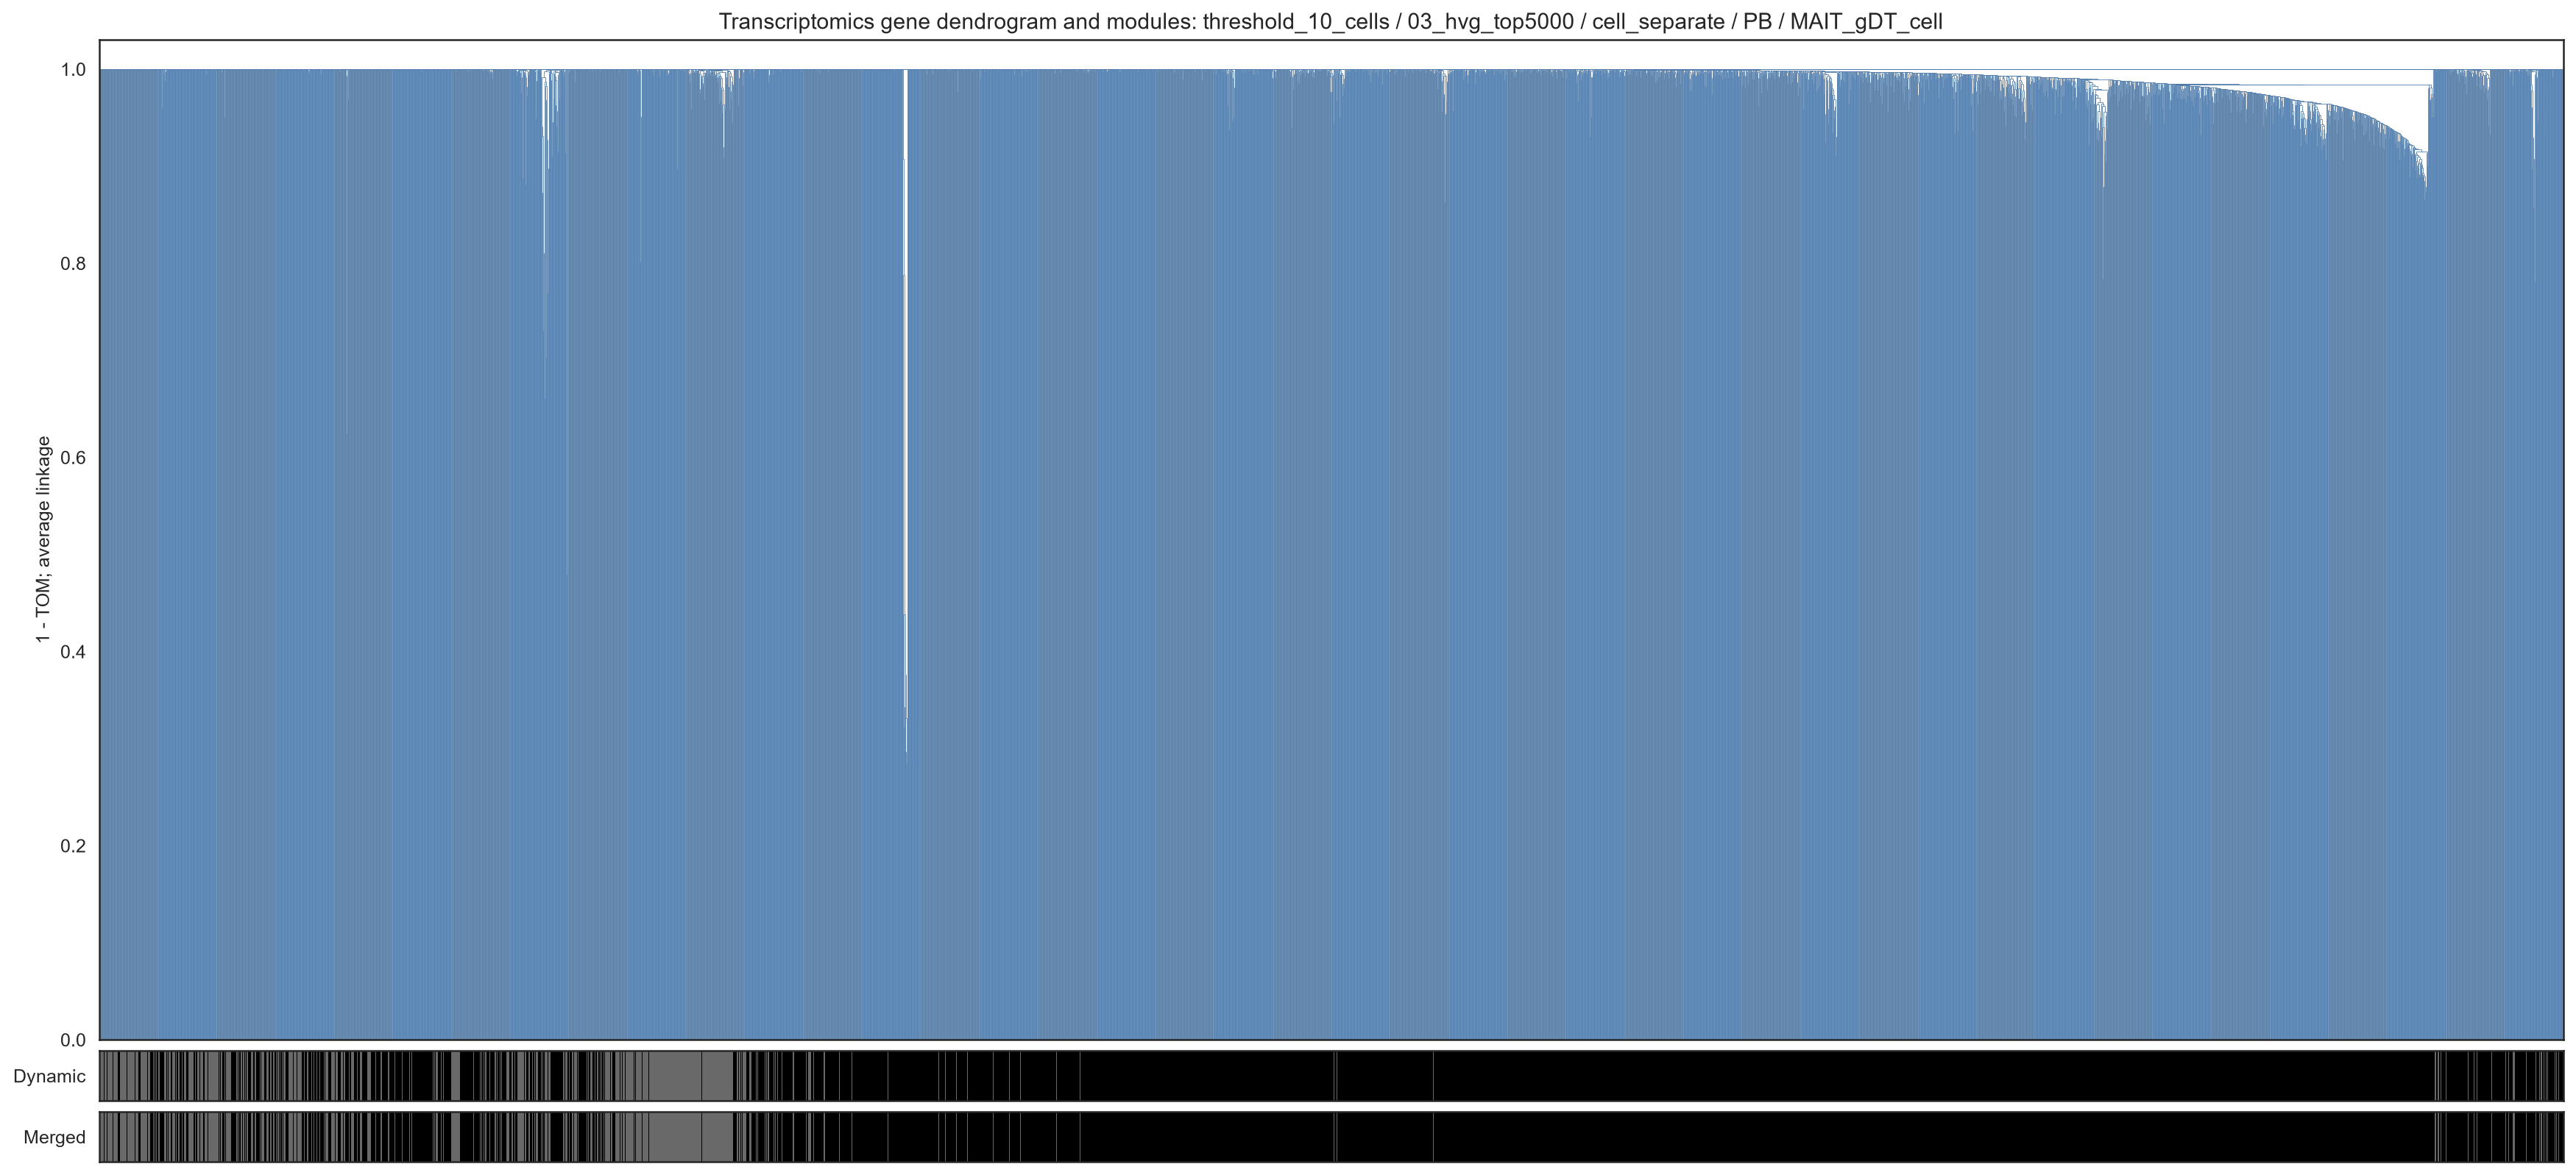 Transcriptomics gene dendrogram and modules: threshold_10_cells / 03_hvg_top5000 / cell_separate / PB / MAIT_gDT_cell
1.0
0.8
0.6
0.4
0.2
0.0
1 - TOM; average linkage
Dynamic
Merged